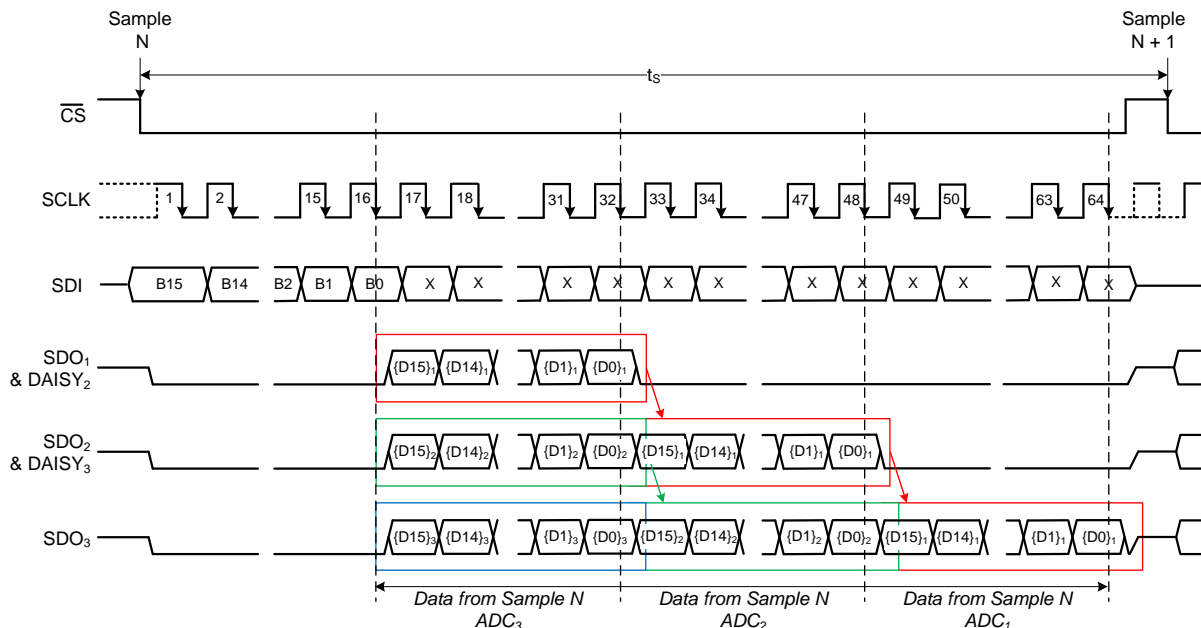 Sample Sample
N N + 1
tS
CS
SCLK 1 2 15 16 17 18 31 32 33 34 47 48 49 50 63 64
SDI B15 B14 B2 B1 B0 X X X X X X X X X X X X
SDO1
& DAISY2 {D15}1 {D14}1 {D1}1 {D0}1
SDO2
& DAISY3 {D15}2 {D14}2 {D1}2 {D0}2 {D15}1 {D14}1 {D1}1 {D0}1
SDO3 {D15}3 {D14}3 {D1}3 {D0}3 {D15}2 {D14}2 {D1}2 {D0}2 {D15}1 {D14}1 {D1}1 {D0}1
Data from Sample N Data from Sample N Data from Sample N
ADC3 ADC2 ADC1